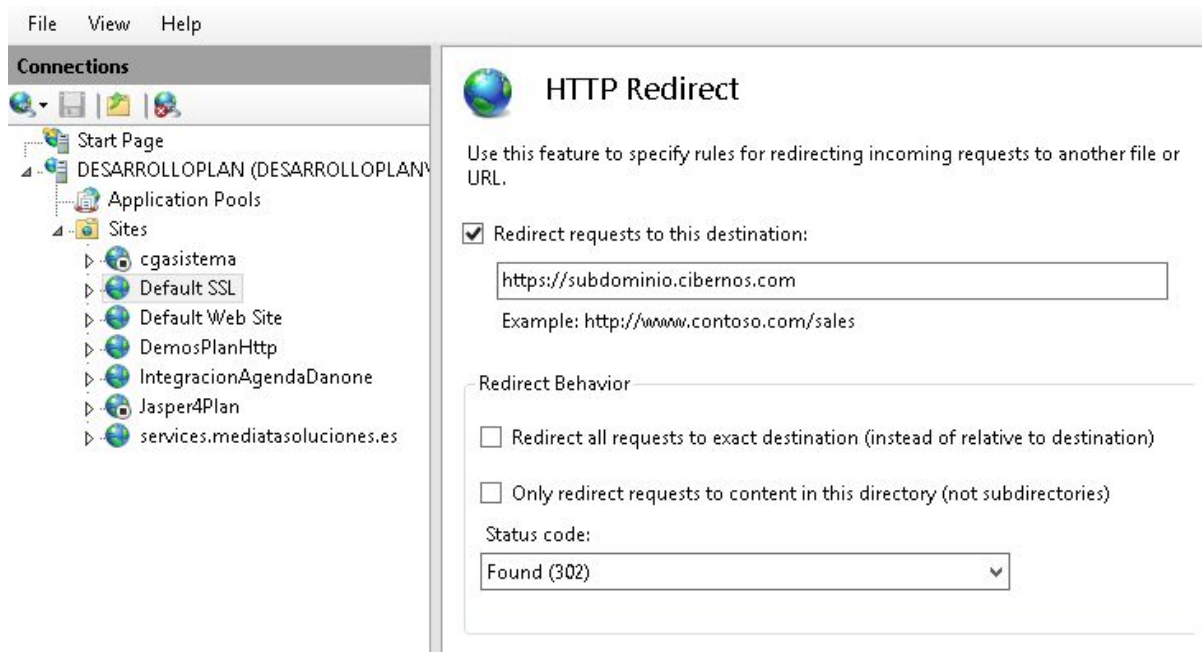 File View Help
Connections
Start Page
DESARROLLOPLAN (DESARROLLOPLAN\
Application Pools
Sites
cgasistema
Default SSL
Default Web Site
DemosPlanHttp
IntegracionAgendaDanone
Jasper4Plan
services.mediatasoluciones.es
HTTP Redirect
Use this feature to specify rules for redirecting incoming requests to another file or
URL.
Redirect requests to this destination:
https://subdominio.cibernos.com
Example: http://www.contoso.com/sales
Redirect Behavior
Redirect all requests to exact destination (instead of relative to destination)
Only redirect requests to content in this directory (not subdirectories)
Status code:
Found (302)